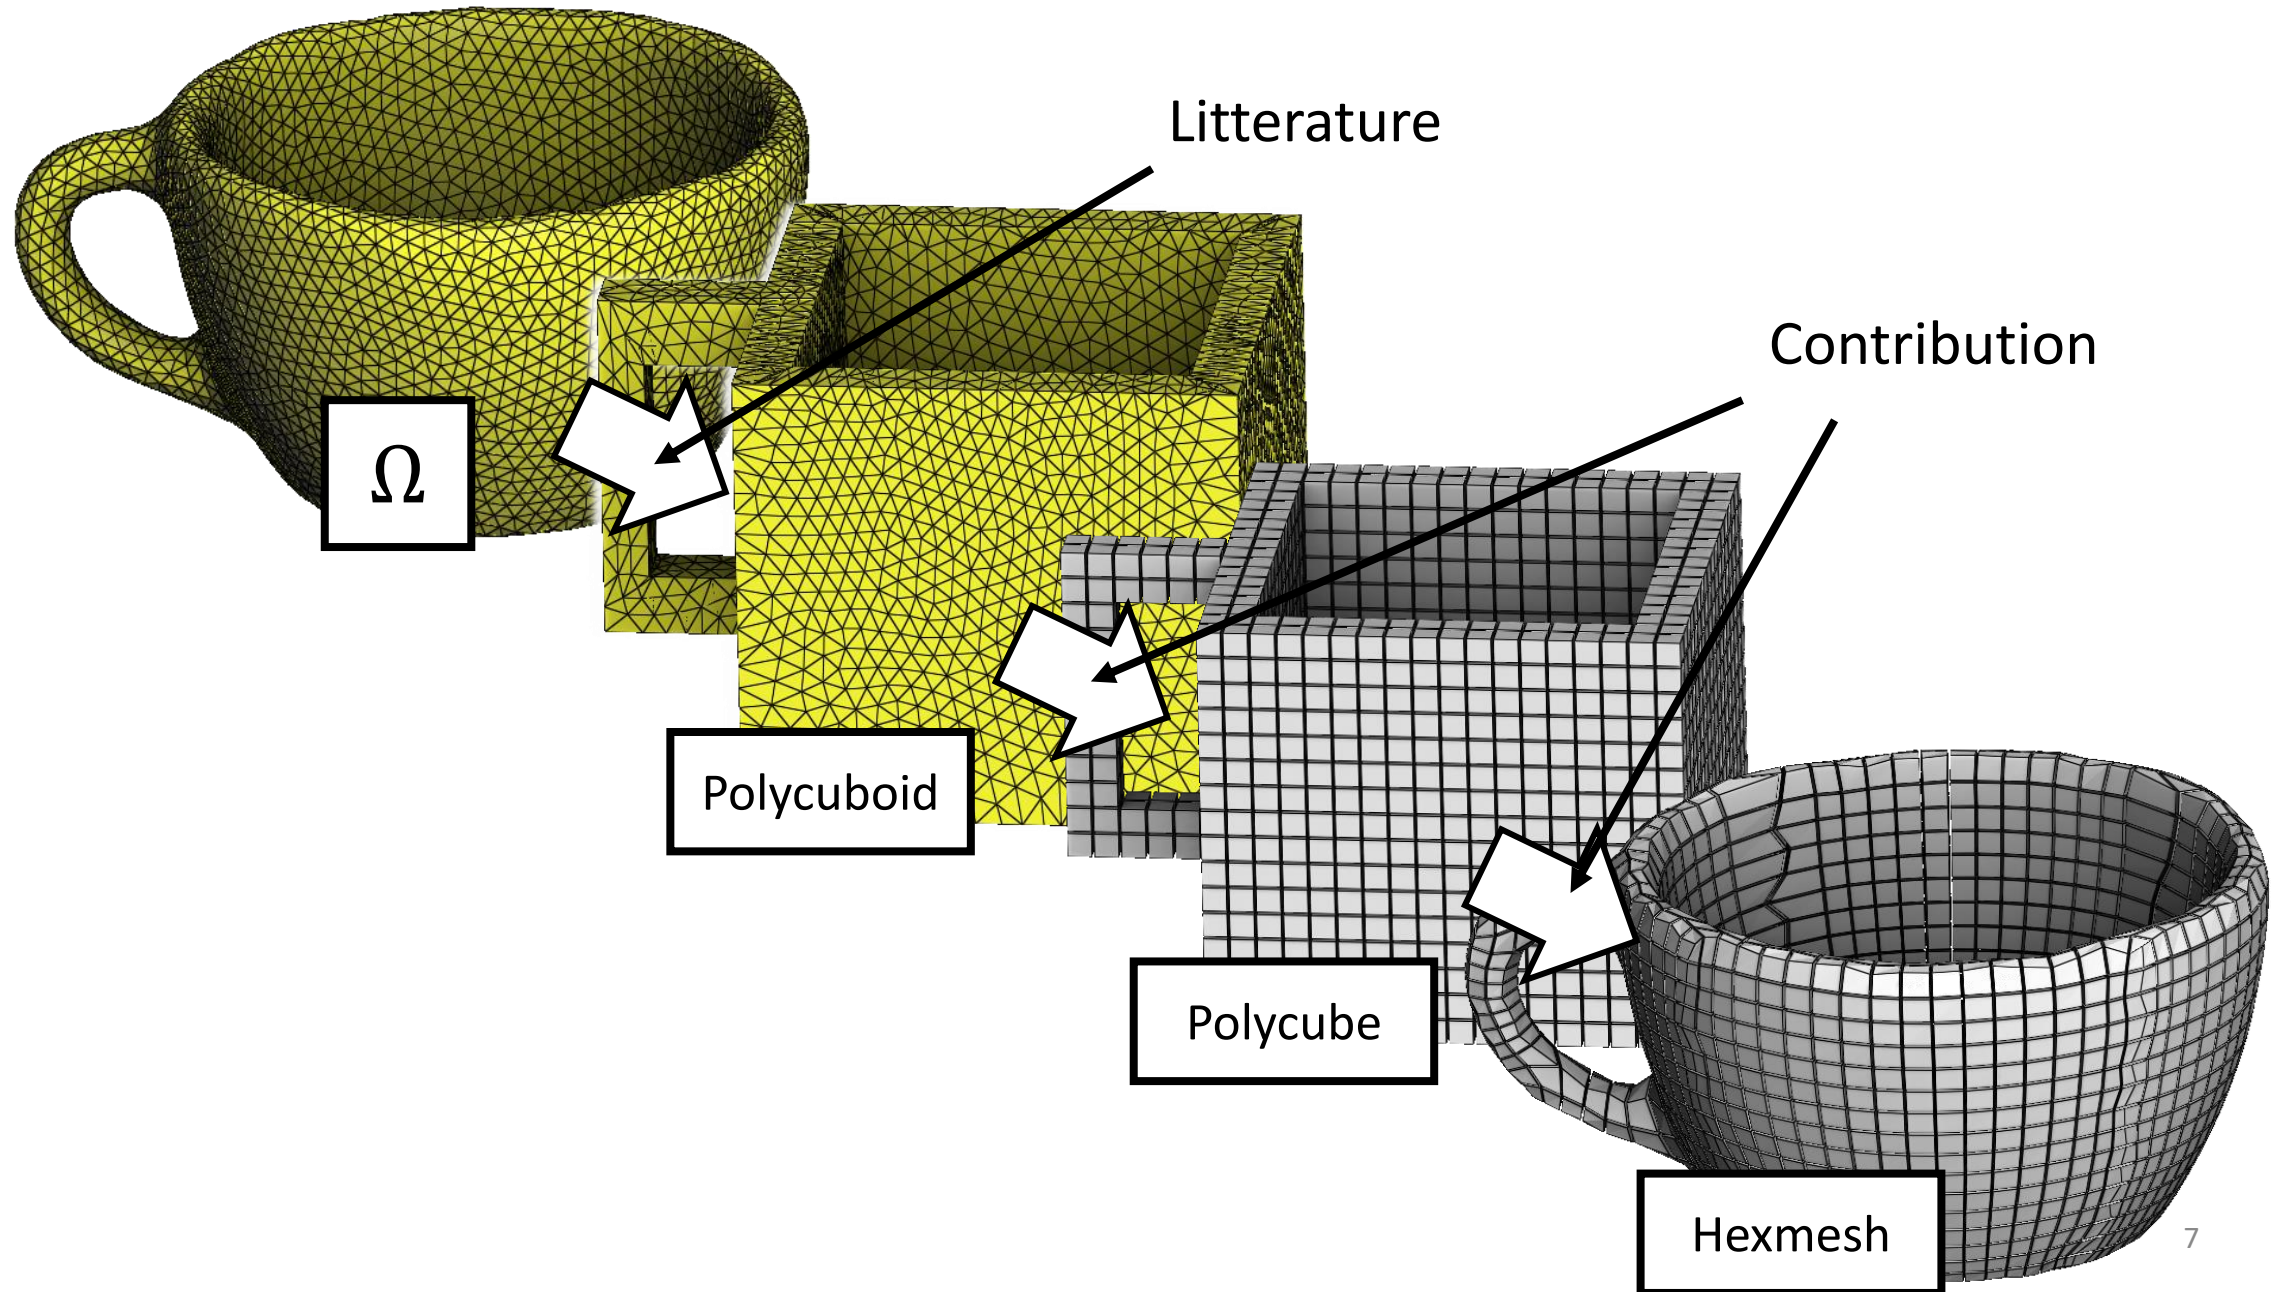 Litterature
Contribution
Ω
Polycuboid
Polycube
Hexmesh
7